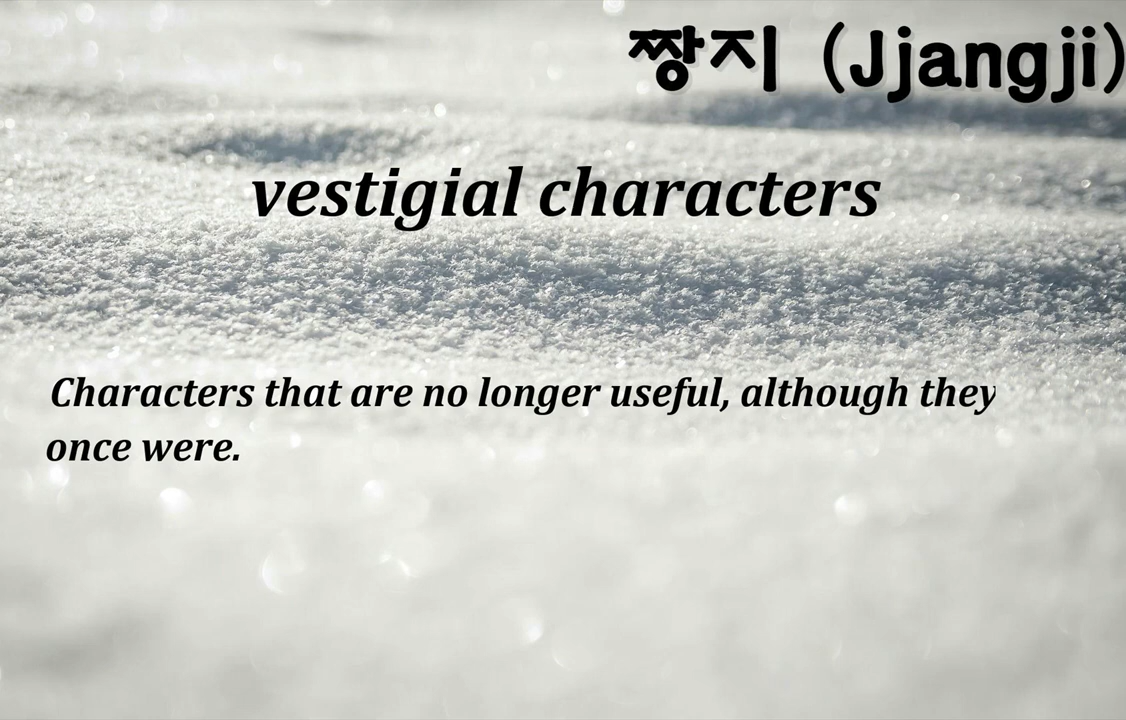 짱지 (Jjangji)
vestigial characters
Characters that are no longer useful, although they
once were.